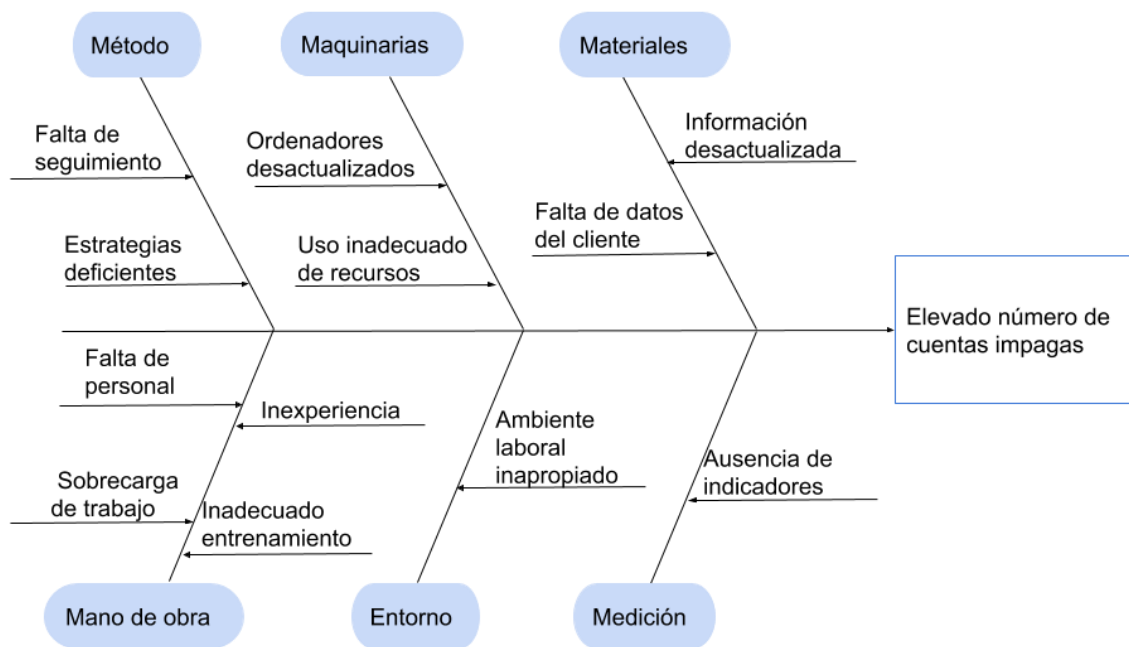 Método
Maquinarias
Materiales
Falta de
seguimiento
Ordenadores
desactualizados
Información
desactualizada
Estrategias
deficientes
Uso inadecuado
de recursos
Falta de datos
del cliente
Elevado número de
cuentas impagas
Falta de
personal
Inexperiencia
Sobrecarga
de trabajo
Inadecuado
entrenamiento
Ambiente
laboral
inapropiado
Ausencia de
indicadores
Mano de obra
Entorno
Medición